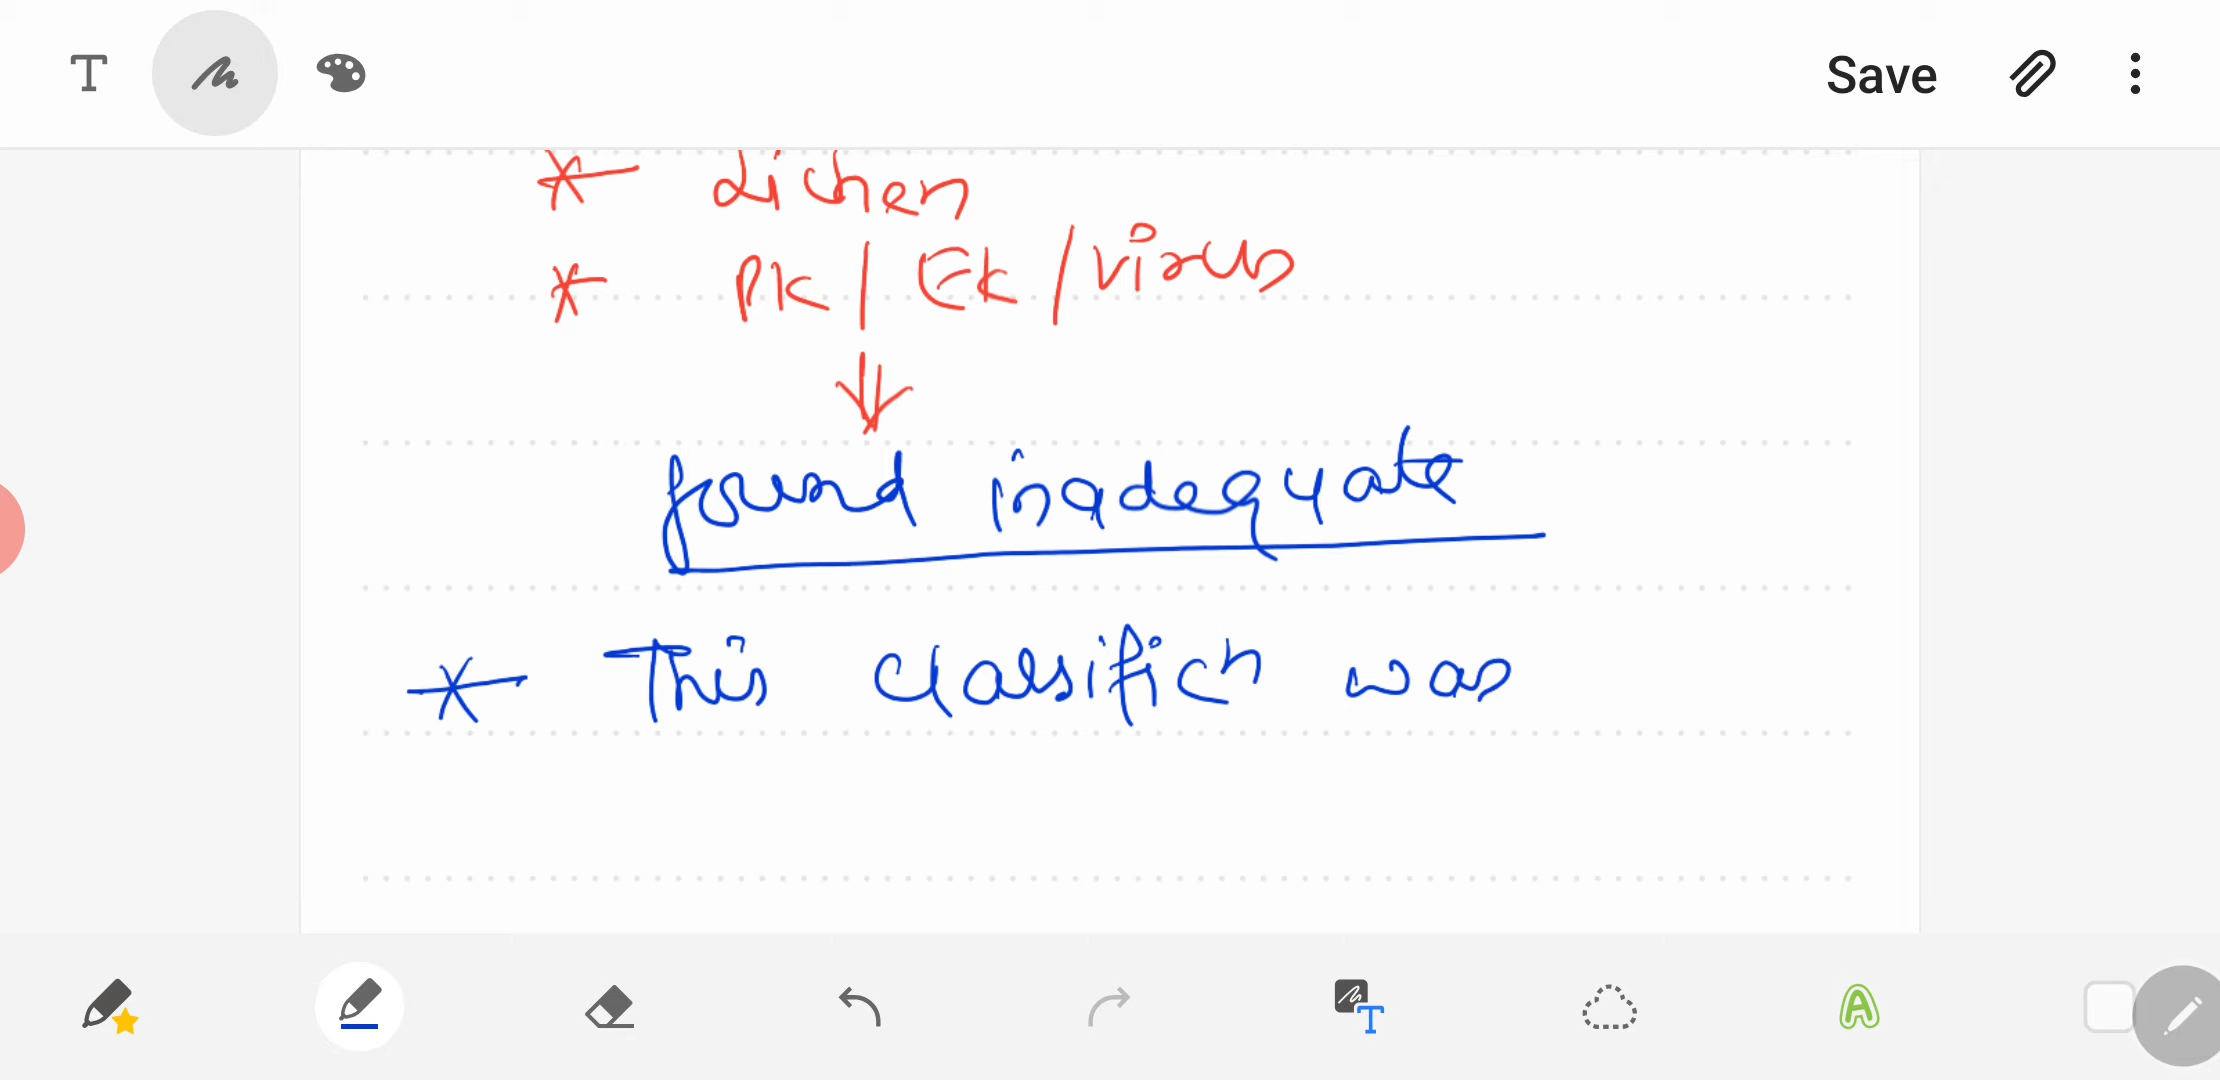 Save
* Lichen
* PK / EK / virus
found inadequate
* This classificn was